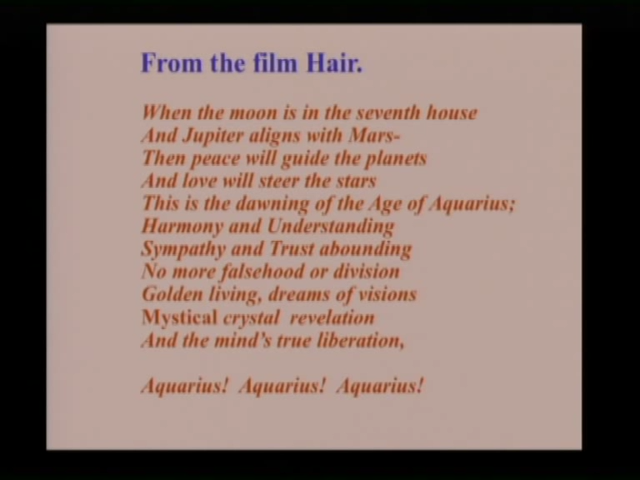 From the film Hair.
When the moon is in the seventh house
And Jupiter aligns with Mars-
Then peace will guide the planets
And love will steer the stars
This is the dawning of the Age of Aquarius;
Harmony and Understanding
Sympathy and Trust abounding
No more falsehood or division
Golden living, dreams of visions
Mystical crystal revelation
And the mind's true liberation,
Aquarius! Aquarius! Aquarius!